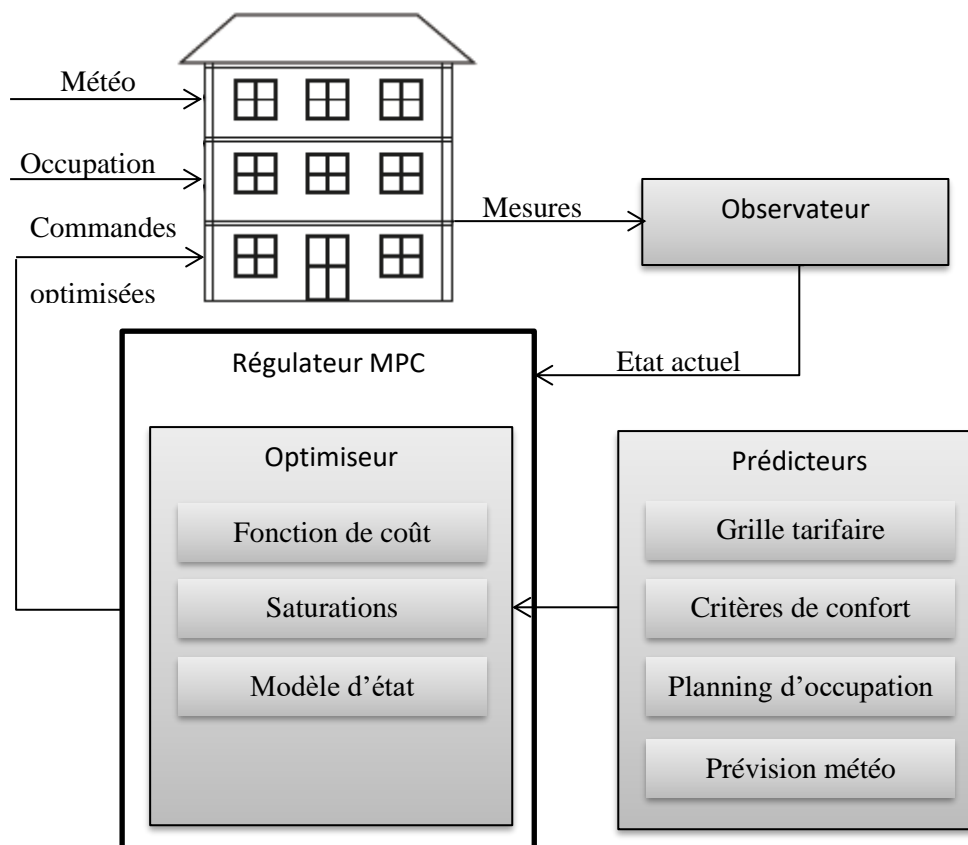 Météo
Occupation
Commandes
optimisées
Mesures
Observateur
Etat actuel
Régulateur MPC
Optimiseur
Fonction de coût
Saturations
Modèle d’état
Prédicteurs
Grille tarifaire
Critères de confort
Planning d’occupation
Prévision météo